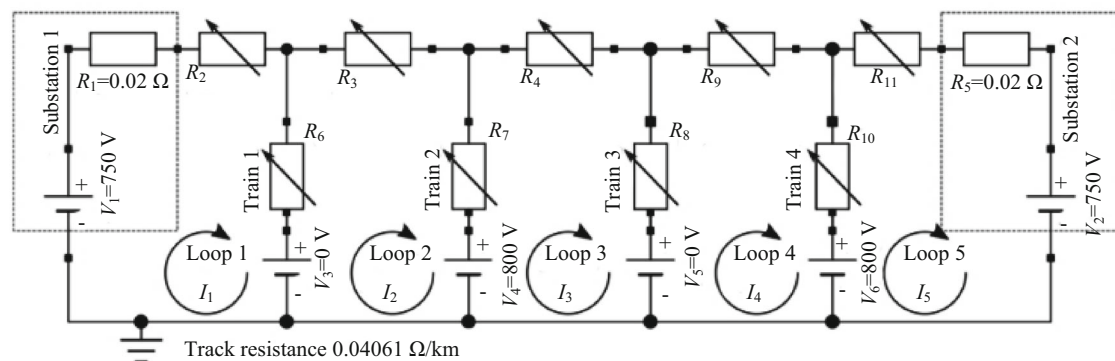 Substation 1
R1=0.02 Ω
R2
R3
R4
R9
R11
R5=0.02 Ω
Substation 2
V1=750 V
+
-
Train 1
R6
Train 2
R7
Train 3
R8
Train 4
R10
+
-
V2=750 V
Loop 1
I1
+
-
V3=0 V
Loop 2
I2
+
-
V4=800 V
Loop 3
I3
+
-
V5=0 V
Loop 4
I4
+
-
V6=800 V
Loop 5
I5
Track resistance 0.04061 Ω/km